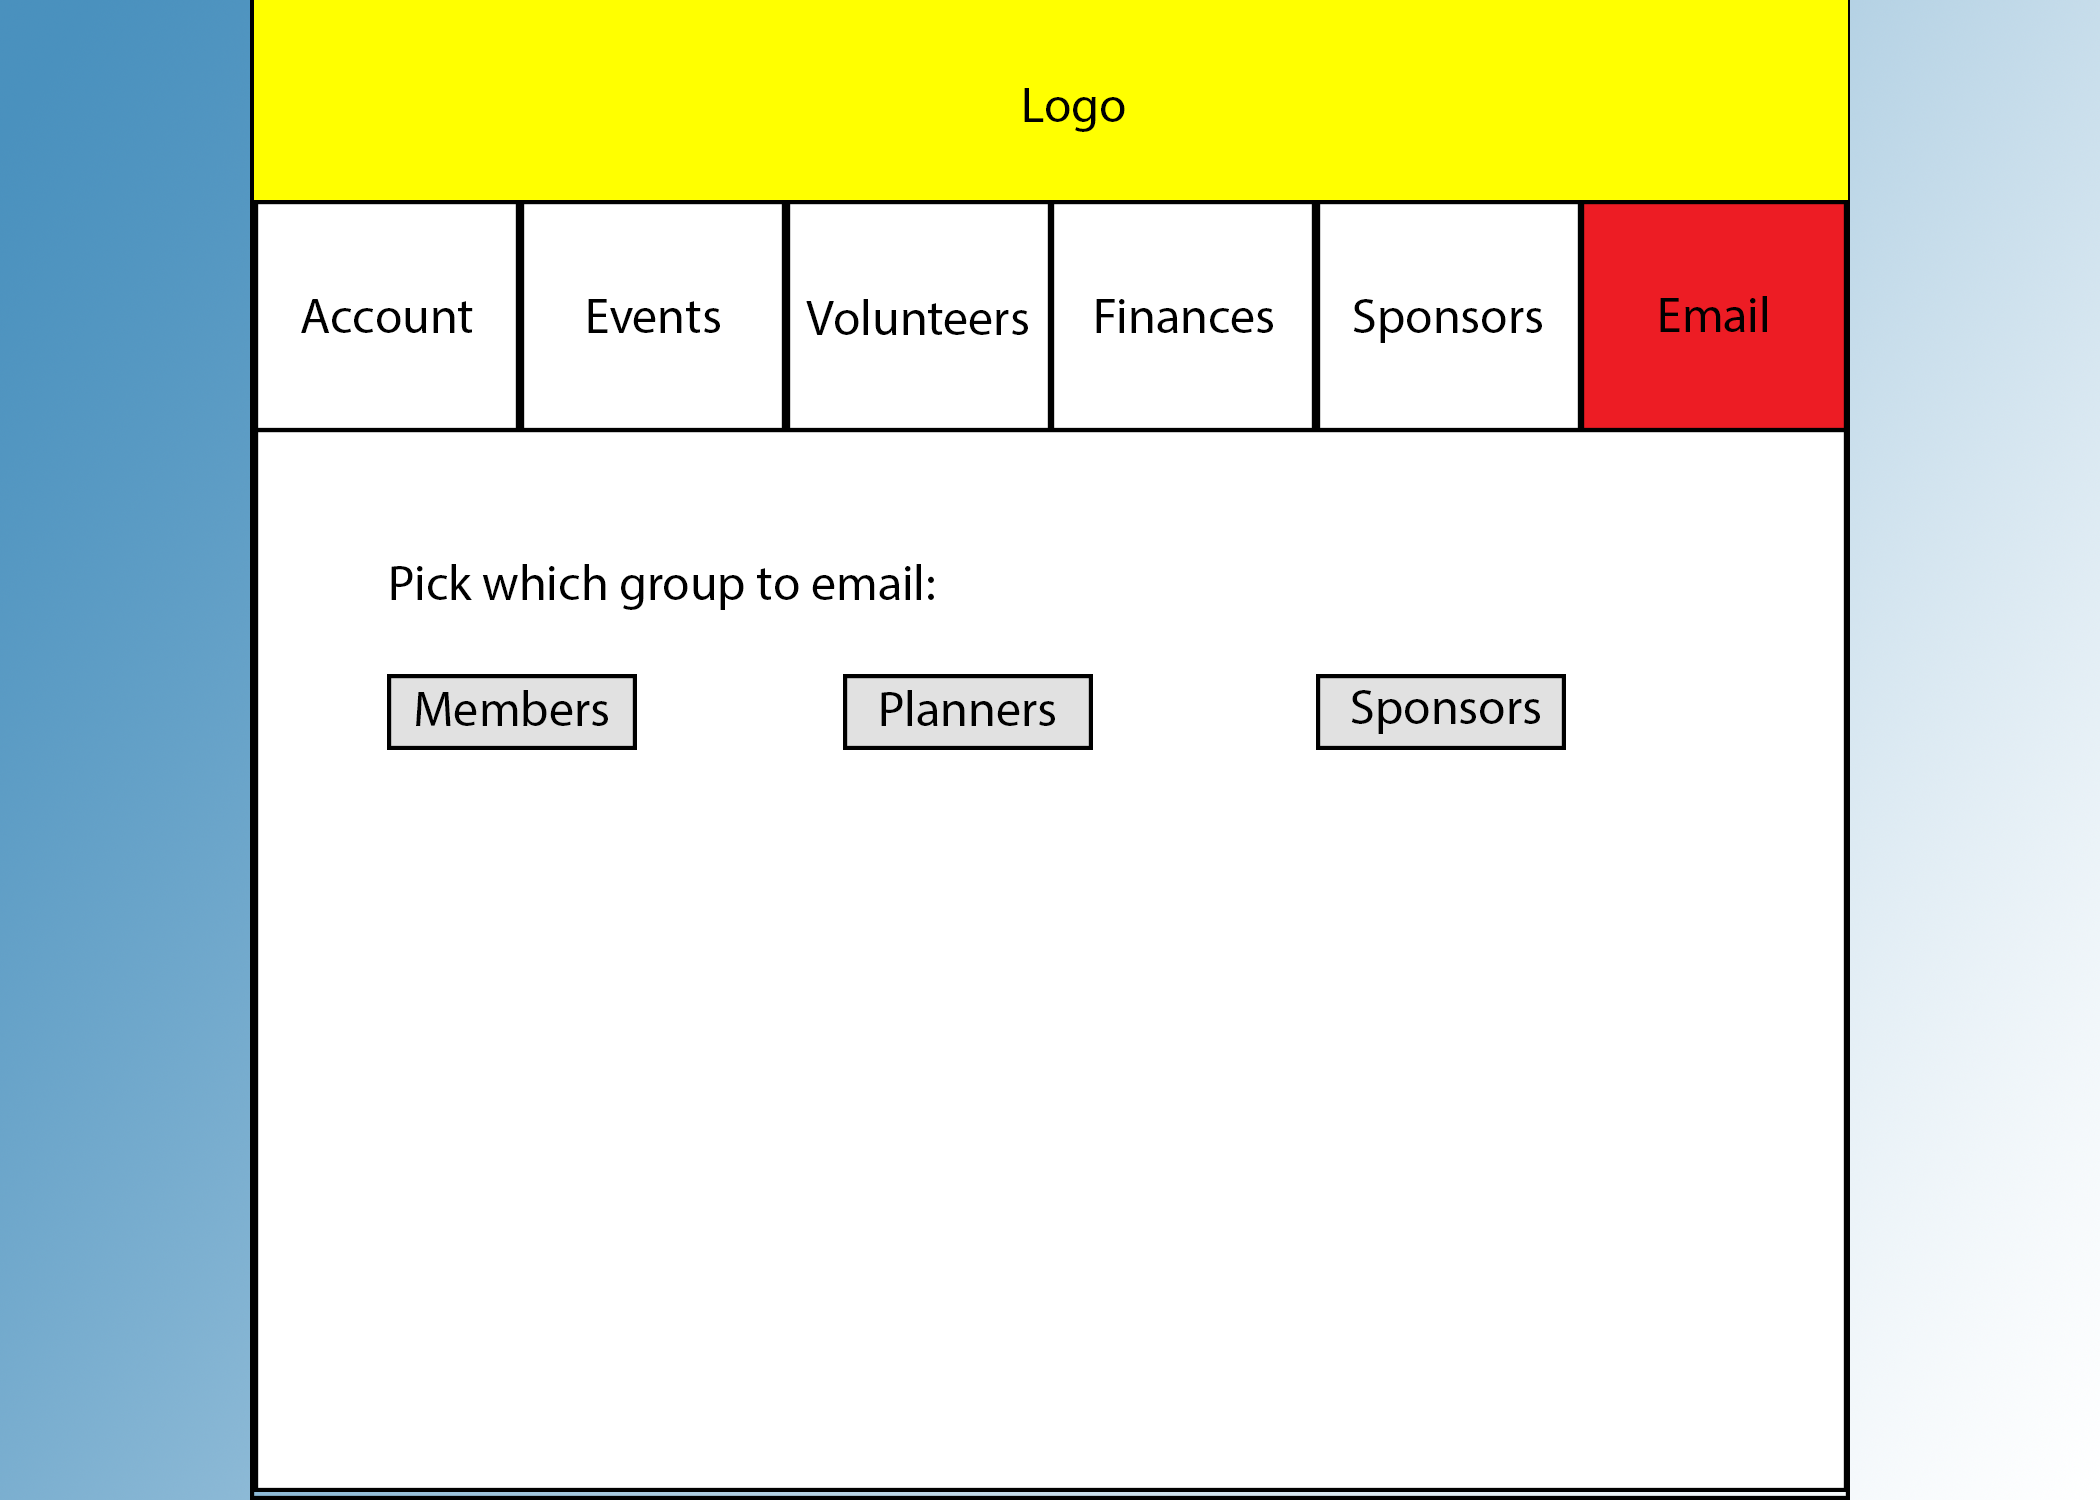 Logo
Account Events Volunteers Finances Sponsors Email
Pick which group to email:
Members Planners Sponsors